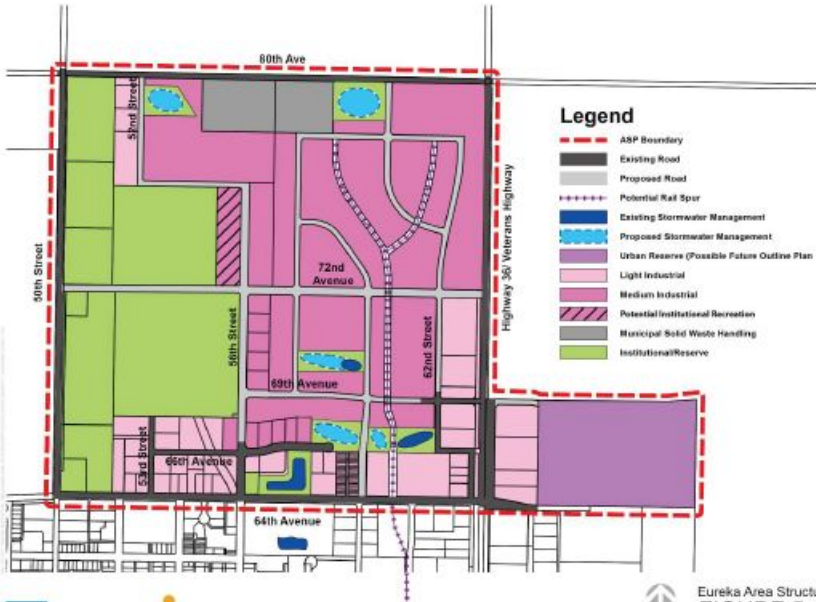 80th Ave
52nd Street
50th Street
Highway 36/ Veterans Highway
72nd
Avenue
56th Street
62nd Street
69th Avenue
53rd Street
66th Avenue
64th Avenue
Legend
ASP Boundary
Existing Road
Proposed Road
Potential Rail Spur
Existing Stormwater Management
Proposed Stormwater Management
Urban Reserve (Possible Future Outline Plan
Light Industrial
Medium Industrial
Potential Institutional Recreation
Municipal Solid Waste Handling
Institutional/Reserve
Eureka Area Structu